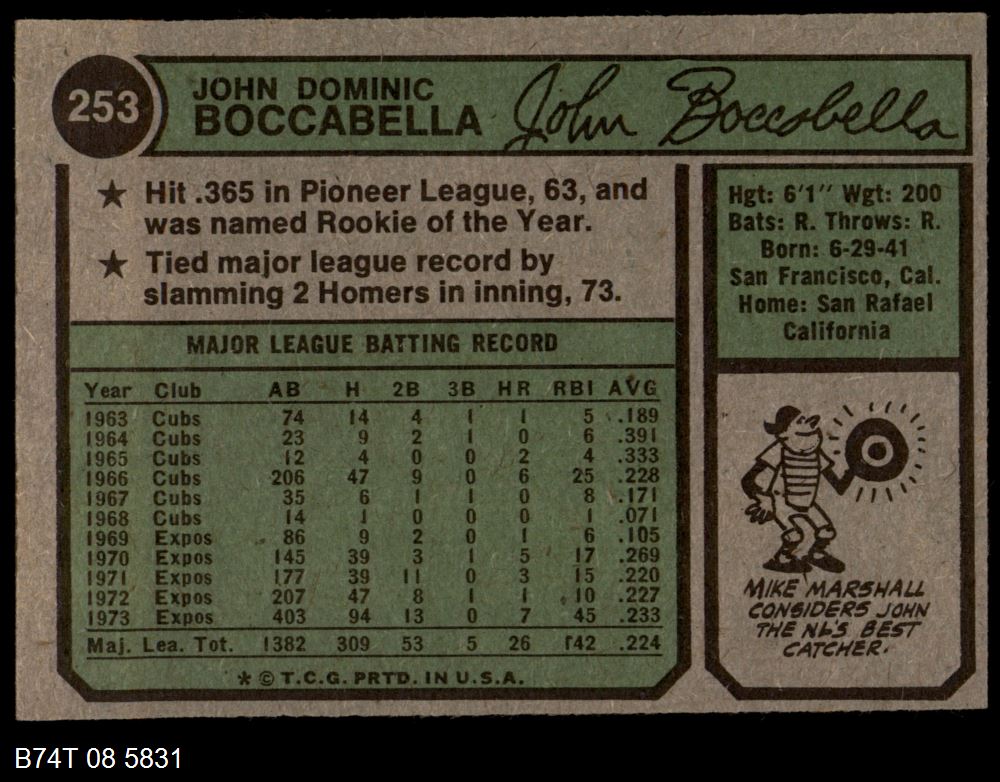 253
JOHN DOMINIC
BOCCABELLA
John Boccabella
★ Hit .365 in Pioneer League, 63, and
was named Rookie of the Year.
★ Tied major league record by
slamming 2 Homers in inning, 73.
MAJOR LEAGUE BATTING RECORD
Year Club AB H 2B 3B HR RBI AVG
1963 Cubs 74 14 4 1 1 5 .189
1964 Cubs 23 9 2 1 0 6 .391
1965 Cubs 12 4 0 0 2 4 .333
1966 Cubs 206 47 9 0 6 25 .228
1967 Cubs 35 6 1 1 0 8 .171
1968 Cubs 14 1 0 0 0 1 .071
1969 Expos 86 9 2 0 1 6 .105
1970 Expos 145 39 3 1 5 17 .269
1971 Expos 177 39 11 0 3 15 .220
1972 Expos 207 47 8 1 1 10 .227
1973 Expos 403 94 13 0 7 45 .233
Maj. Lea. Tot. 1382 309 53 5 26 142 .224
* © T.C.G. PRTD. IN U.S.A.
Hgt: 6'1" Wgt: 200
Bats: R. Throws: R.
Born: 6-29-41
San Francisco, Cal.
Home: San Rafael
California
MIKE MARSHALL
CONSIDERS JOHN
THE NL'S BEST
CATCHER.
B74T 08 5831